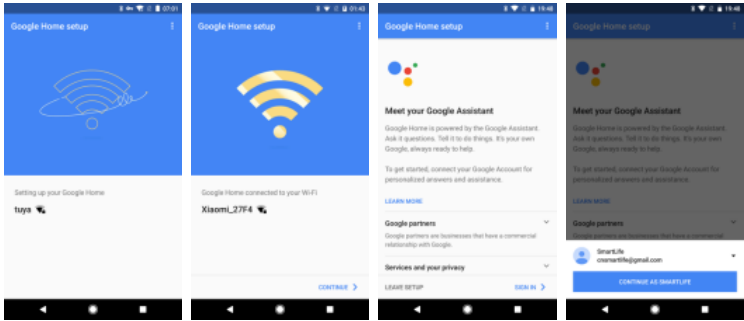 07:01
Google Home setup
Setting up your Google Home
tuya
01:43
Google Home setup
Google Home connected to your Wi-Fi
Xiaomi_27F4
CONTINUE
19:48
Google Home setup
Meet your Google Assistant
Google Home is powered by the Google Assistant.
Ask it questions. Tell it to do things. It's your own
Google, always ready to help.
To get started, connect your Google Account for
personalized answers and assistance.
LEARN MORE
Google partners
Google partners are businesses that have a commercial
relationship with Google.
Services and your privacy
LEAVE SETUP
SIGN IN
19:48
Google Home setup
Meet your Google Assistant
Google Home is powered by the Google Assistant.
Ask it questions. Tell it to do things. It's your own
Google, always ready to help.
To get started, connect your Google Account for
personalized answers and assistance.
LEARN MORE
Google partners
Google partners are businesses that have a commercial
SmartLife
cnsmartlife@gmail.com
CONTINUE AS SMARTLIFE